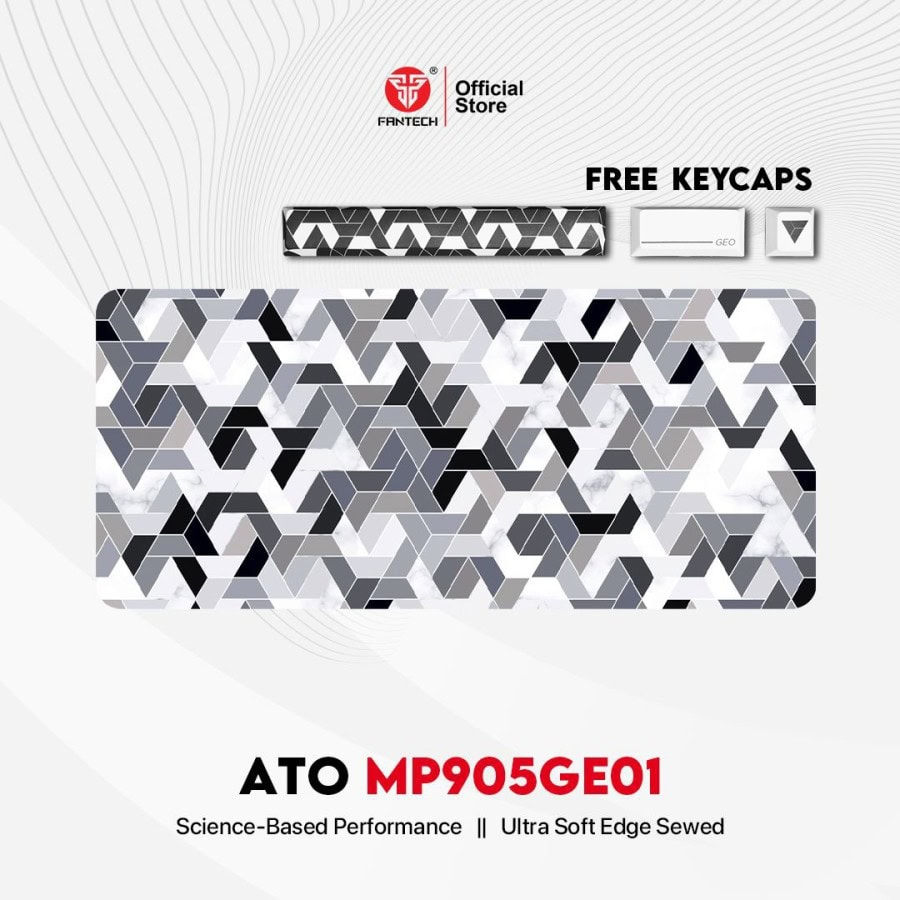 ®
FANTECH
Official
Store
FREE KEYCAPS
GEO
ATO MP905GE01
Science-Based Performance || Ultra Soft Edge Sewed